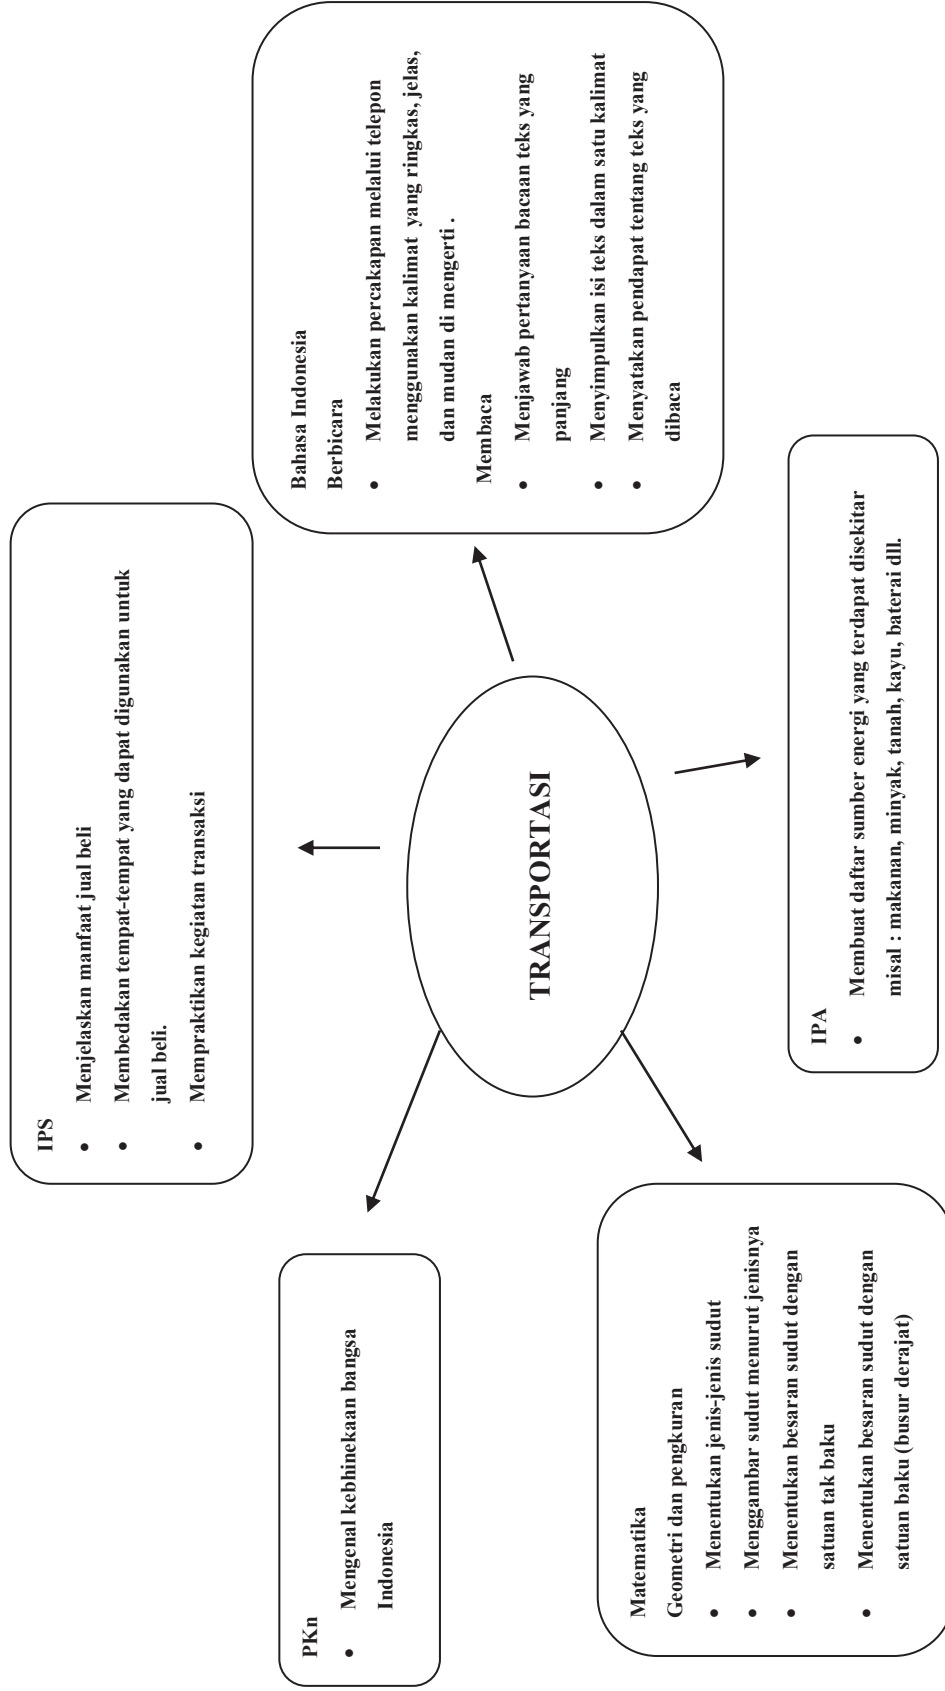 IPS
• Menjelaskan manfaat jual beli
• Membedakan tempat-tempat yang dapat digunakan untuk
jual beli.
• Mempraktikan kegiatan transaksi
PKn
• Mengenal kebhinekaan bangsa
Indonesia
Bahasa Indonesia
Berbicara
• Melakukan percakapan melalui telepon
menggunakan kalimat yang ringkas, jelas,
dan mudan di mengerti .
Membaca
• Menjawab pertanyaan bacaan teks yang
panjang
• Menyimpulkan isi teks dalam satu kalimat
• Menyatakan pendapat tentang teks yang
dibaca
TRANSPORTASI
Matematika
Geometri dan pengkuran
• Menentukan jenis-jenis sudut
• Menggambar sudut menurut jenisnya
• Menentukan besaran sudut dengan
satuan tak baku
• Menentukan besaran sudut dengan
satuan baku (busur derajat)
IPA
• Membuat daftar sumber energi yang terdapat disekitar
misal : makanan, minyak, tanah, kayu, baterai dll.